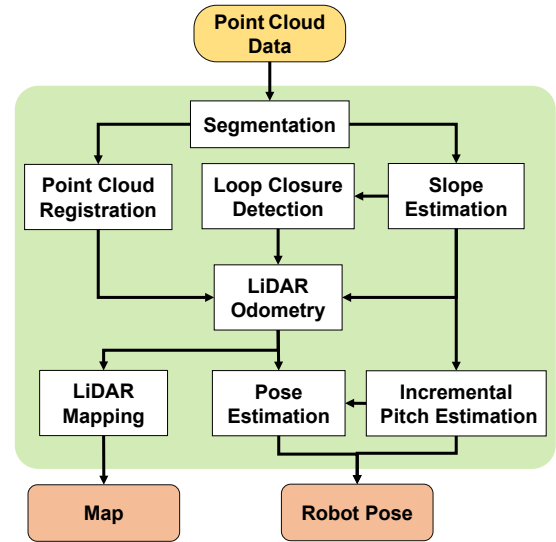 Point Cloud
Data
Segmentation
Point Cloud
Registration
Loop Closure
Detection
Slope
Estimation
LiDAR
Odometry
LiDAR
Mapping
Pose
Estimation
Incremental
Pitch Estimation
Map
Robot Pose